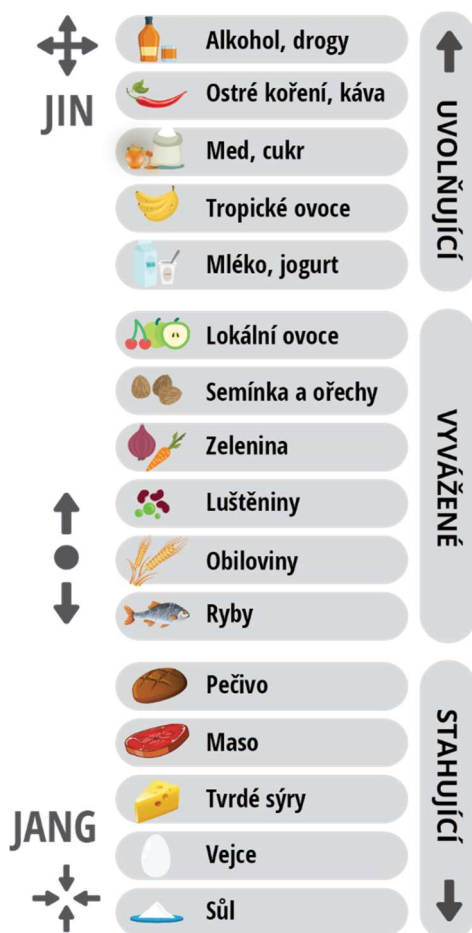 JIN
Alkohol, drogy
Ostré koření, káva
Med, cukr
Tropické ovoce
Mléko, jogurt
UVOLŇUJÍCÍ
Lokální ovoce
Semínka a ořechy
Zelenina
Luštěniny
Obiloviny
Ryby
VYVÁŽENÉ
Pečivo
Maso
Tvrdé sýry
Vejce
Sůl
STAHUJÍCÍ
JANG